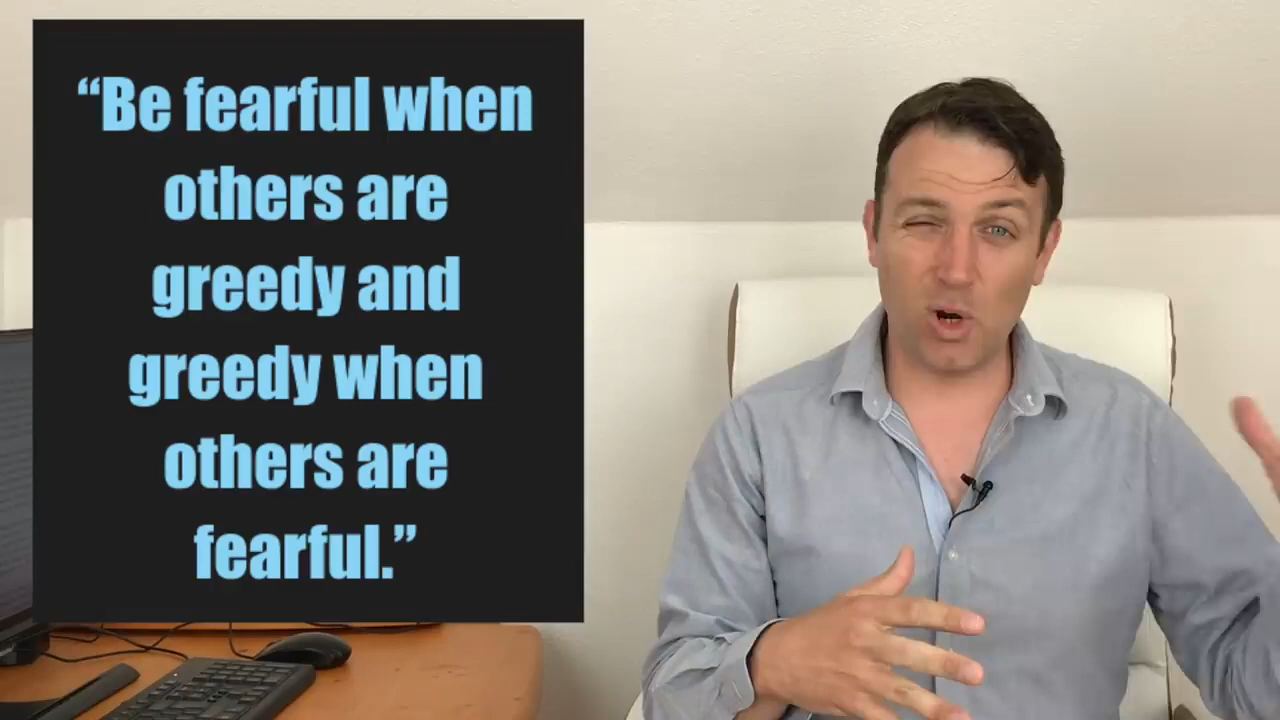 “Be fearful when
others are
greedy and
greedy when
others are
fearful.”